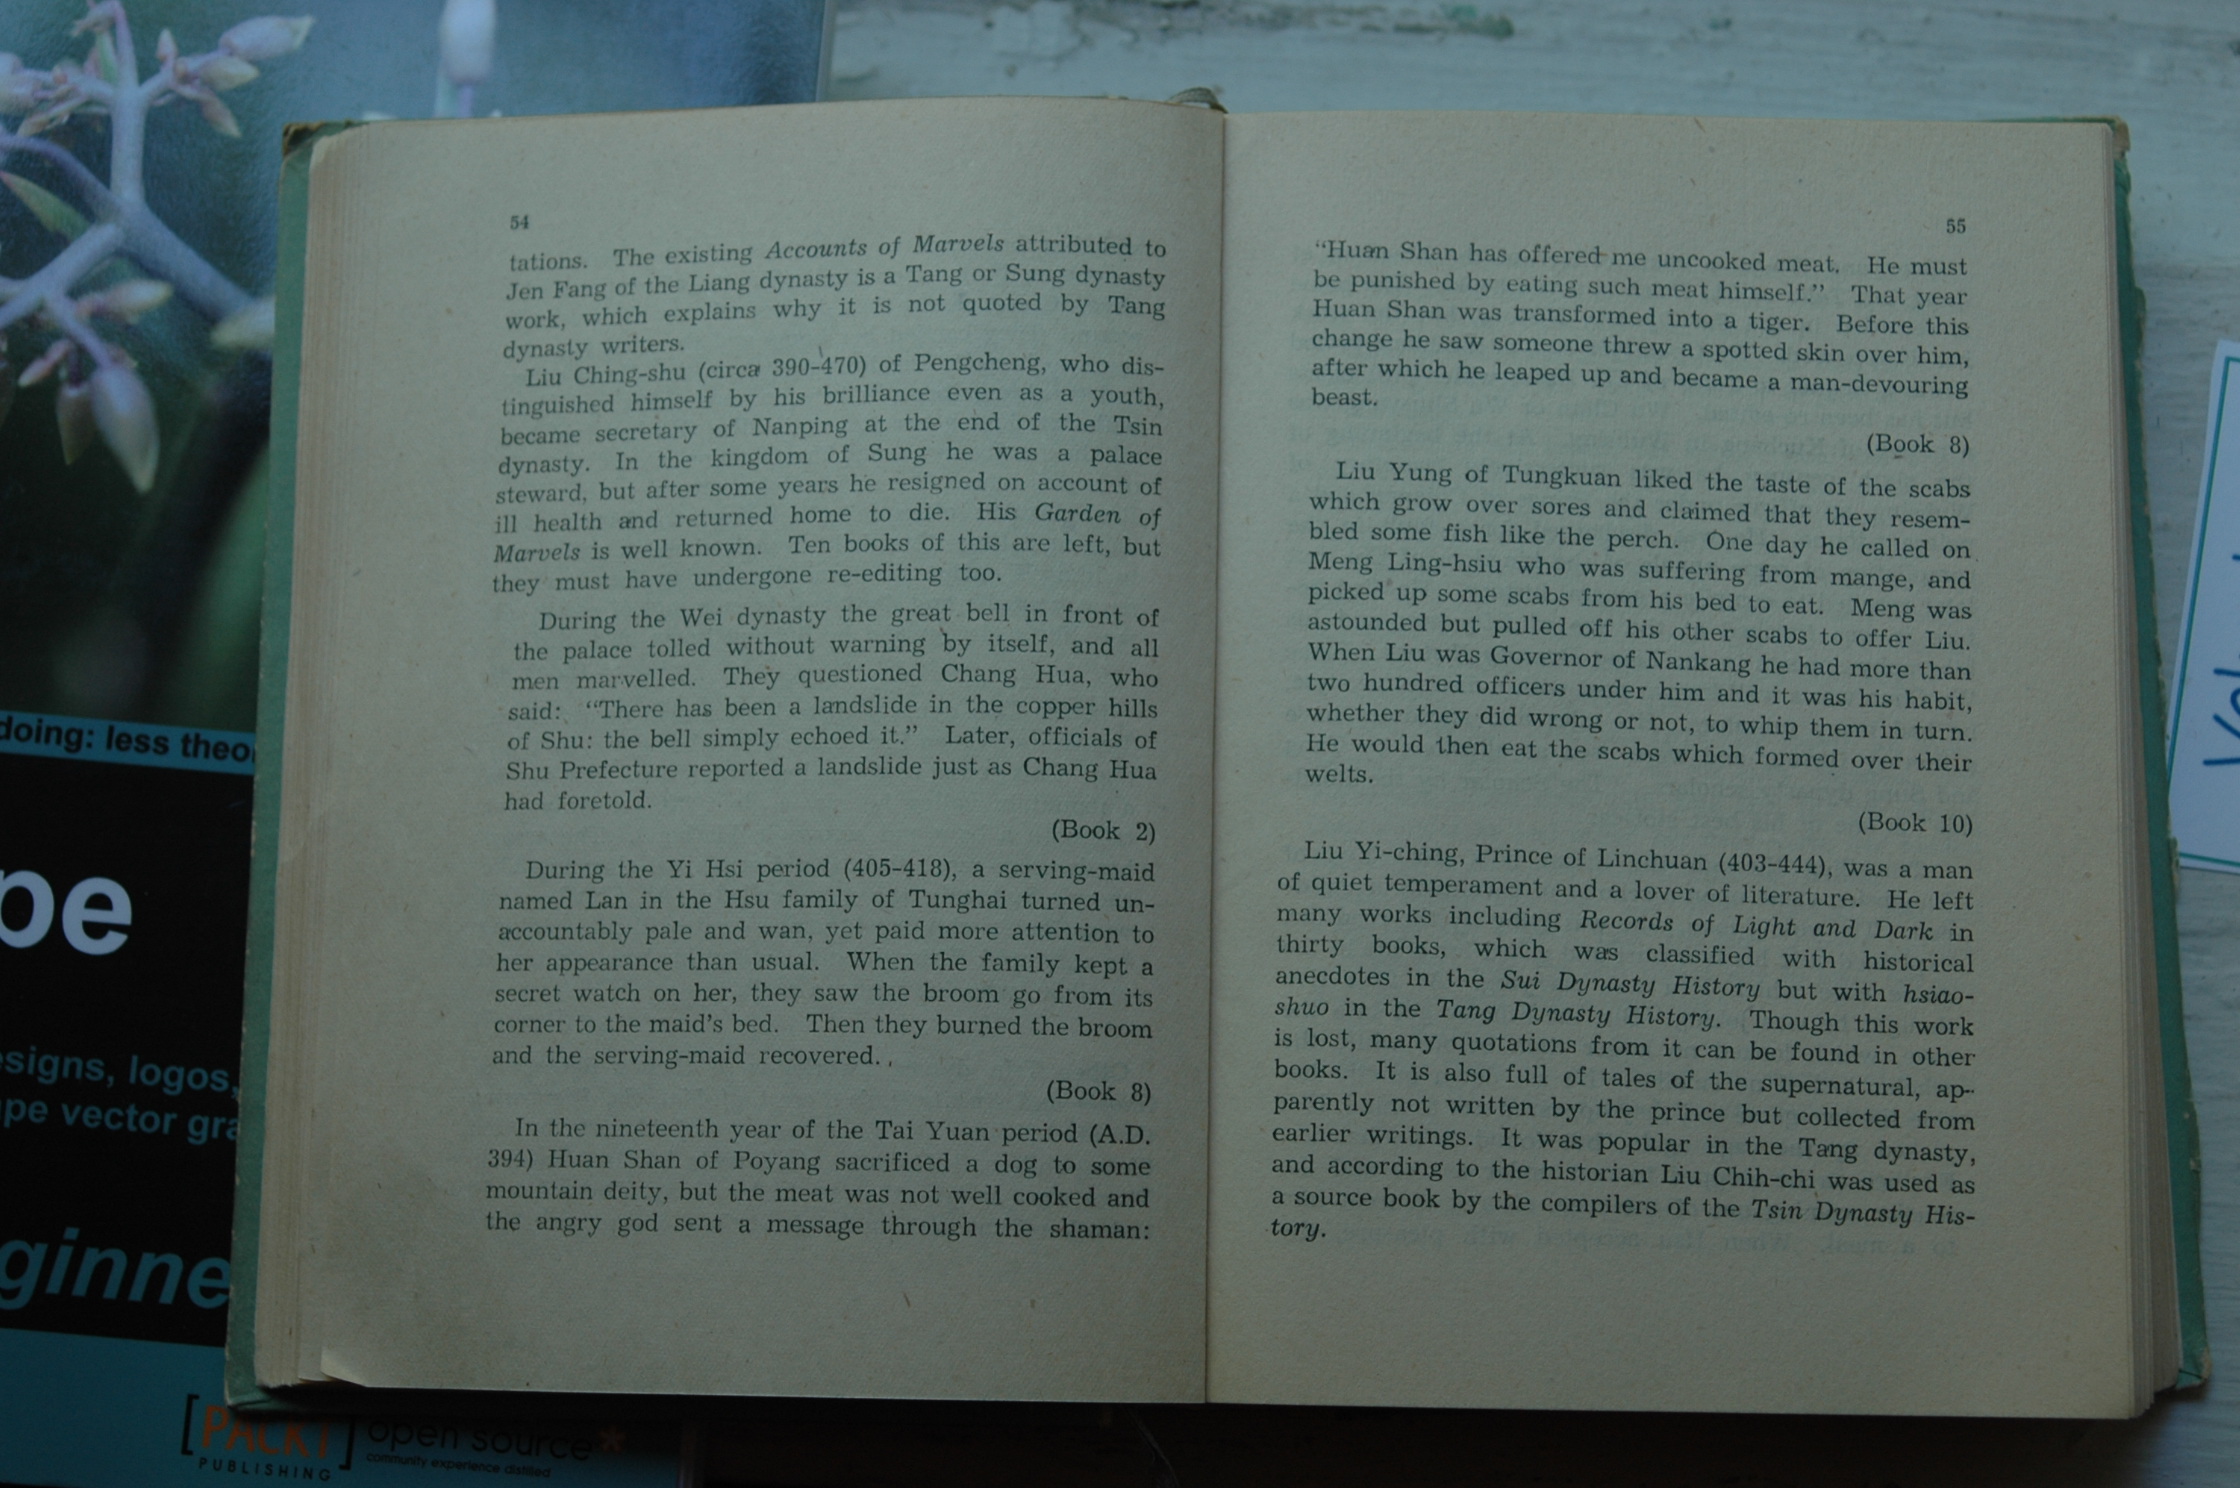 54
tations. The existing Accounts of Marvels attributed to
Jen Fang of the Liang dynasty is a Tang or Sung dynasty
work, which explains why it is not quoted by Tang
dynasty writers.
Liu Ching-shu (circa 390-470) of Pengcheng, who dis-
tinguished himself by his brilliance even as a youth,
became secretary of Nanping at the end of the Tsin
dynasty. In the kingdom of Sung he was a palace
steward, but after some years he resigned on account of
ill health and returned home to die. His Garden of
Marvels is well known. Ten books of this are left, but
they must have undergone re-editing too.
During the Wei dynasty the great bell in front of
the palace tolled without warning by itself, and all
men marvelled. They questioned Chang Hua, who
said: “There has been a landslide in the copper hills
of Shu: the bell simply echoed it.” Later, officials of
Shu Prefecture reported a landslide just as Chang Hua
had foretold.
(Book 2)
During the Yi Hsi period (405-418), a serving-maid
named Lan in the Hsu family of Tunghai turned un-
accountably pale and wan, yet paid more attention to
her appearance than usual. When the family kept a
secret watch on her, they saw the broom go from its
corner to the maid’s bed. Then they burned the broom
and the serving-maid recovered.
(Book 8)
In the nineteenth year of the Tai Yuan period (A.D.
394) Huan Shan of Poyang sacrificed a dog to some
mountain deity, but the meat was not well cooked and
the angry god sent a message through the shaman:
55
“Huan Shan has offered me uncooked meat. He must
be punished by eating such meat himself.” That year
Huan Shan was transformed into a tiger. Before this
change he saw someone threw a spotted skin over him,
after which he leaped up and became a man-devouring
beast.
(Book 8)
Liu Yung of Tungkuan liked the taste of the scabs
which grow over sores and claimed that they resem-
bled some fish like the perch. One day he called on
Meng Ling-hsiu who was suffering from mange, and
picked up some scabs from his bed to eat. Meng was
astounded but pulled off his other scabs to offer Liu.
When Liu was Governor of Nankang he had more than
two hundred officers under him and it was his habit,
whether they did wrong or not, to whip them in turn.
He would then eat the scabs which formed over their
welts.
(Book 10)
Liu Yi-ching, Prince of Linchuan (403-444), was a man
of quiet temperament and a lover of literature. He left
many works including Records of Light and Dark in
thirty books, which was classified with historical
anecdotes in the Sui Dynasty History but with hsiao-
shuo in the Tang Dynasty History. Though this work
is lost, many quotations from it can be found in other
books. It is also full of tales of the supernatural, ap-
parently not written by the prince but collected from
earlier writings. It was popular in the Tang dynasty,
and according to the historian Liu Chih-chi was used as
a source book by the compilers of the Tsin Dynasty His-
tory.
doing: less theo
pe
signs, logos,
pe vector gra
ginne
[PACKT]
PUBLISHING
open source*
community experience distilled